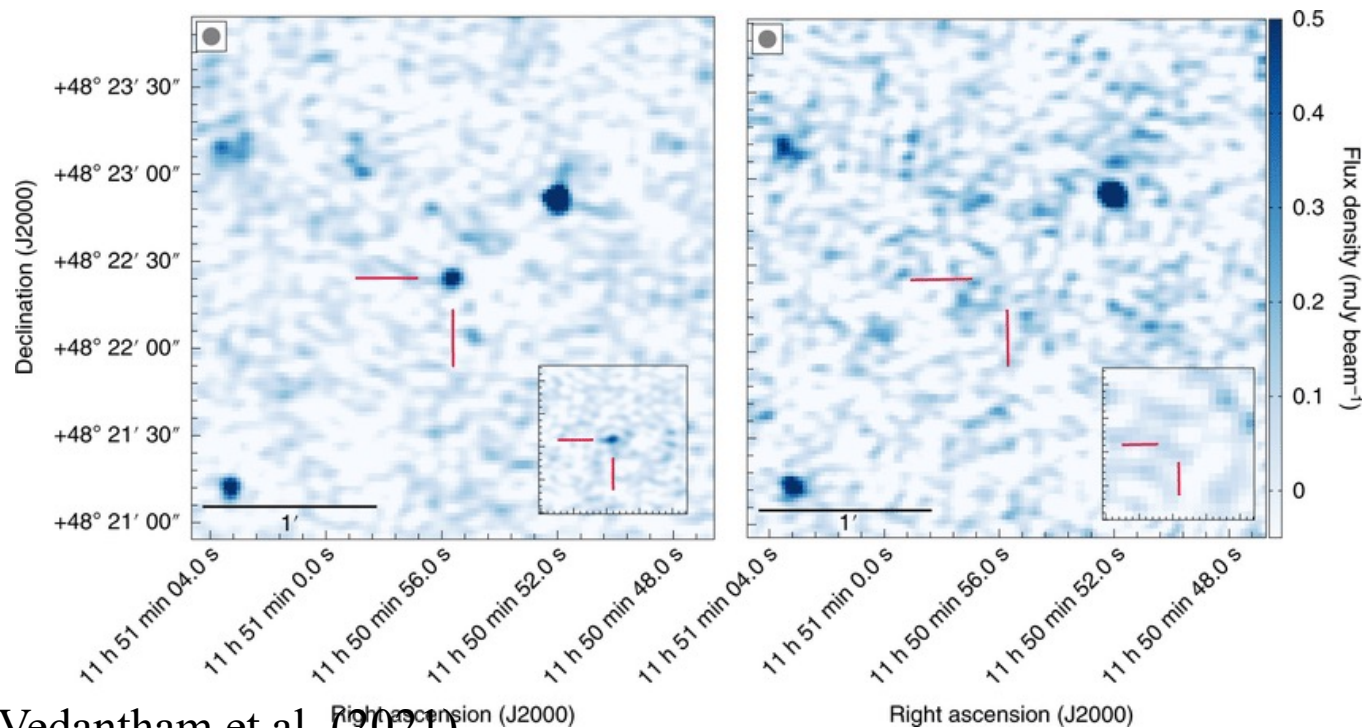 Declination (J2000)
+48° 23′ 30″
+48° 23′ 00″
+48° 22′ 30″
+48° 22′ 00″
+48° 21′ 30″
+48° 21′ 00″
1′
11 h 51 min 04.0 s
11 h 51 min 0.0 s
11 h 50 min 56.0 s
11 h 50 min 52.0 s
11 h 50 min 48.0 s
Right ascension (J2000)
1′
11 h 51 min 04.0 s
11 h 51 min 0.0 s
11 h 50 min 56.0 s
11 h 50 min 52.0 s
11 h 50 min 48.0 s
Right ascension (J2000)
0.5
0.4
0.3
0.2
0.1
0
Flux density (mJy beam⁻¹)
Vedantham et al. (2021)